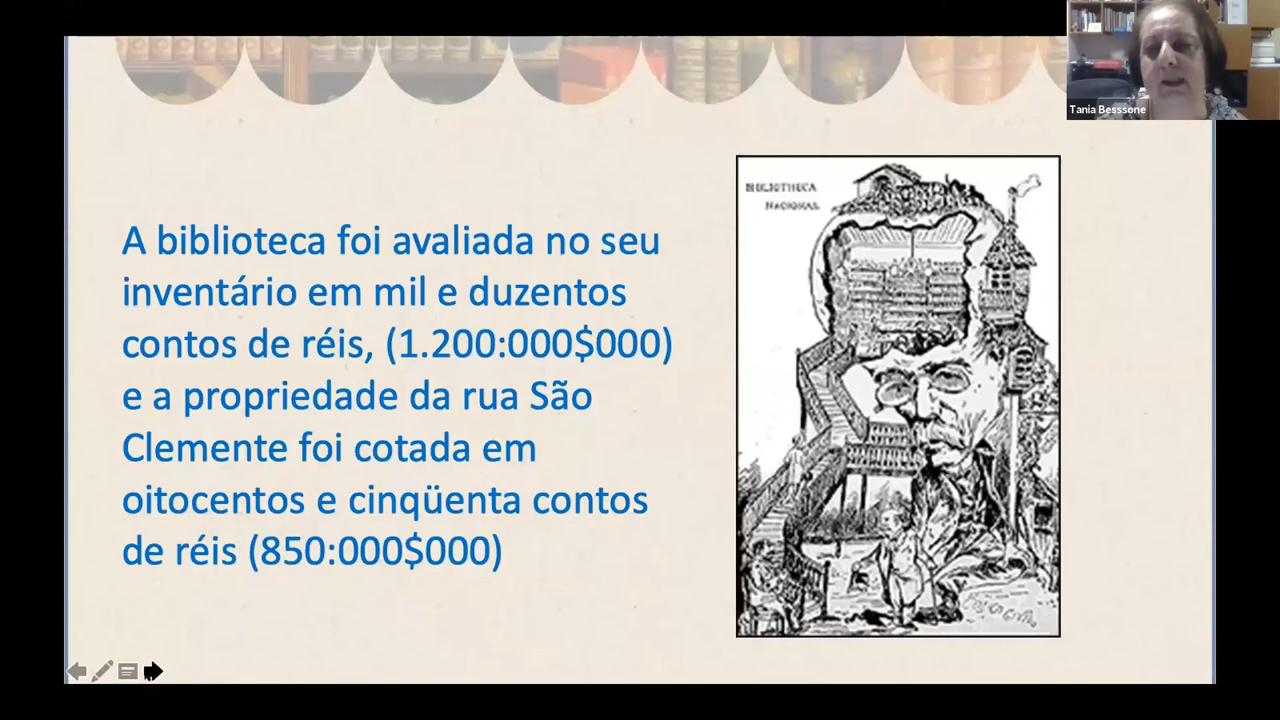 Tania Besssone
BIBLIOTHECA
NACIONAL
A biblioteca foi avaliada no seu
inventário em mil e duzentos
contos de réis, (1.200:000$000)
e a propriedade da rua São
Clemente foi cotada em
oitocentos e cinqüenta contos
de réis (850:000$000)